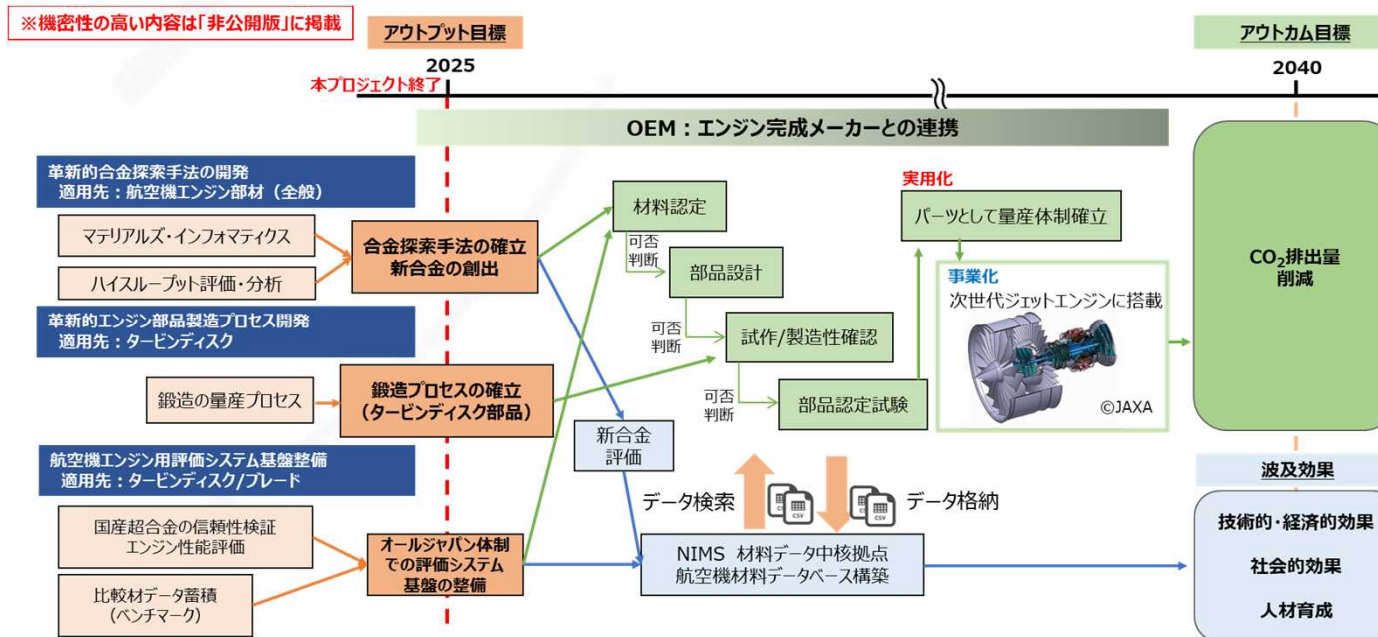 ※機密性の高い内容は「非公開版」に掲載
アウトプット目標
2025
本プロジェクト終了
アウトカム目標
2040
OEM：エンジン完成メーカーとの連携
革新的合金探索手法の開発
適用先：航空機エンジン部材（全般）
マテリアルズ・インフォマティクス
ハイスループット評価・分析
合金探索手法の確立
新合金の創出
革新的エンジン部品製造プロセス開発
適用先：タービンディスク
鍛造の量産プロセス
鍛造プロセスの確立
（タービンディスク部品）
航空機エンジン用評価システム基盤整備
適用先：タービンディスク/ブレード
国産超合金の信頼性検証
エンジン性能評価
比較材データ蓄積
(ベンチマーク)
オールジャパン体制
での評価システム
基盤の整備
材料認定
可否
判断
部品設計
可否
判断
試作/製造性確認
可否
判断
部品認定試験
実用化
パーツとして量産体制確立
事業化
次世代ジェットエンジンに搭載
©JAXA
新合金
評価
データ検索
CSV
CSV
データ格納
NIMS 材料データ中核拠点
航空機材料データベース構築
CO₂排出量
削減
波及効果
技術的・経済的効果
社会的効果
人材育成